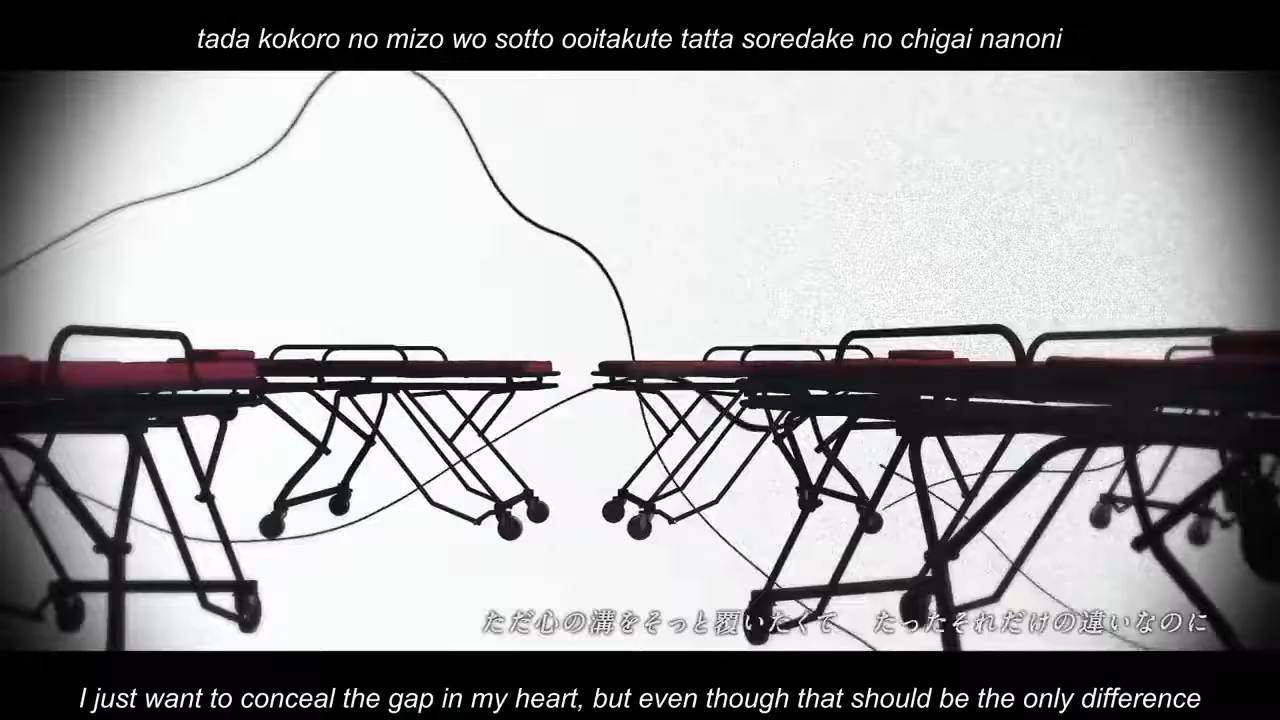 tada kokoro no mizo wo sotto ooitakute tatta soredake no chigai nanoni
ただ心の溝をそっと覆いたくて　たったそれだけの違いなのに
I just want to conceal the gap in my heart, but even though that should be the only difference